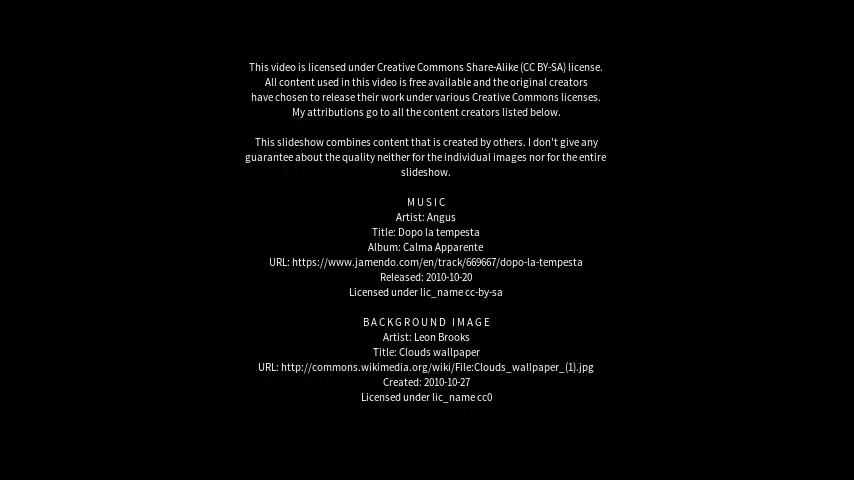 This video is licensed under Creative Commons Share-Alike (CC BY-SA) license.
All content used in this video is free available and the original creators
have chosen to release their work under various Creative Commons licenses.
My attributions go to all the content creators listed below.
This slideshow combines content that is created by others. I don't give any
guarantee about the quality neither for the individual images nor for the entire
slideshow.
MUSIC
Artist: Angus
Title: Dopo la tempesta
Album: Calma Apparente
URL: https://www.jamendo.com/en/track/669667/dopo-la-tempesta
Released: 2010-10-20
Licensed under lic_name cc-by-sa
BACKGROUND IMAGE
Artist: Leon Brooks
Title: Clouds wallpaper
URL: http://commons.wikimedia.org/wiki/File:Clouds_wallpaper_(1).jpg
Created: 2010-10-27
Licensed under lic_name cc0